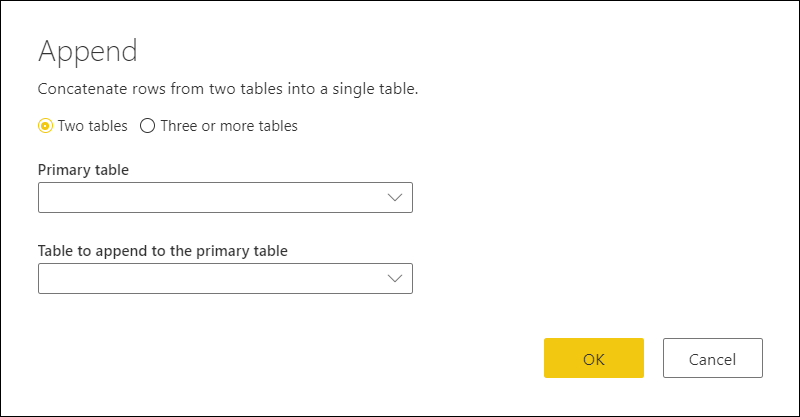 Append
Concatenate rows from two tables into a single table.
Two tables Three or more tables
Primary table
Table to append to the primary table
OK Cancel